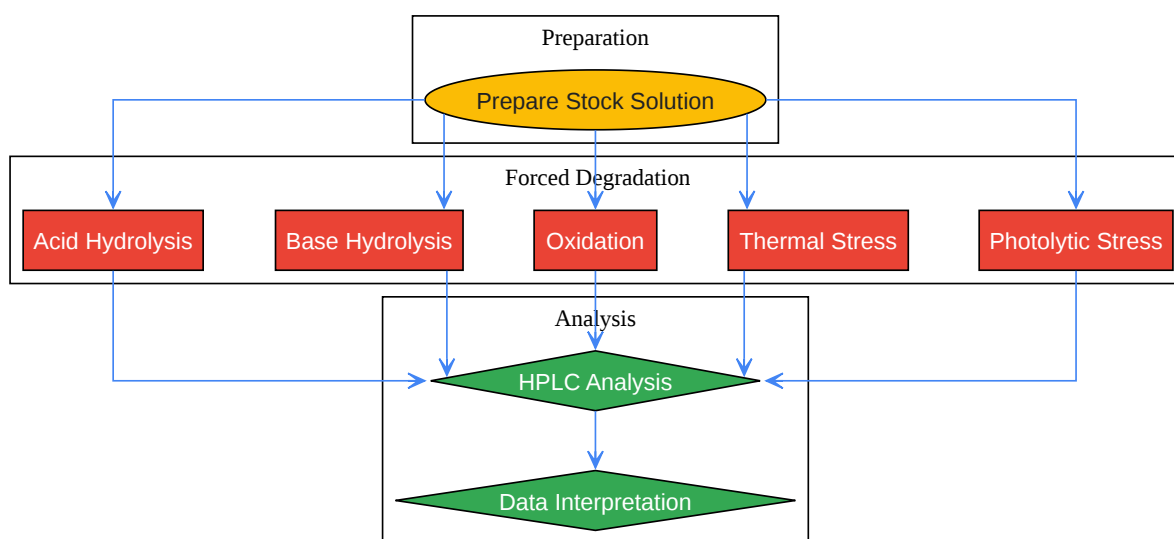 Preparation
Prepare Stock Solution
Forced Degradation
Acid Hydrolysis
Base Hydrolysis
Oxidation
Thermal Stress
Photolytic Stress
Analysis
HPLC Analysis
Data Interpretation